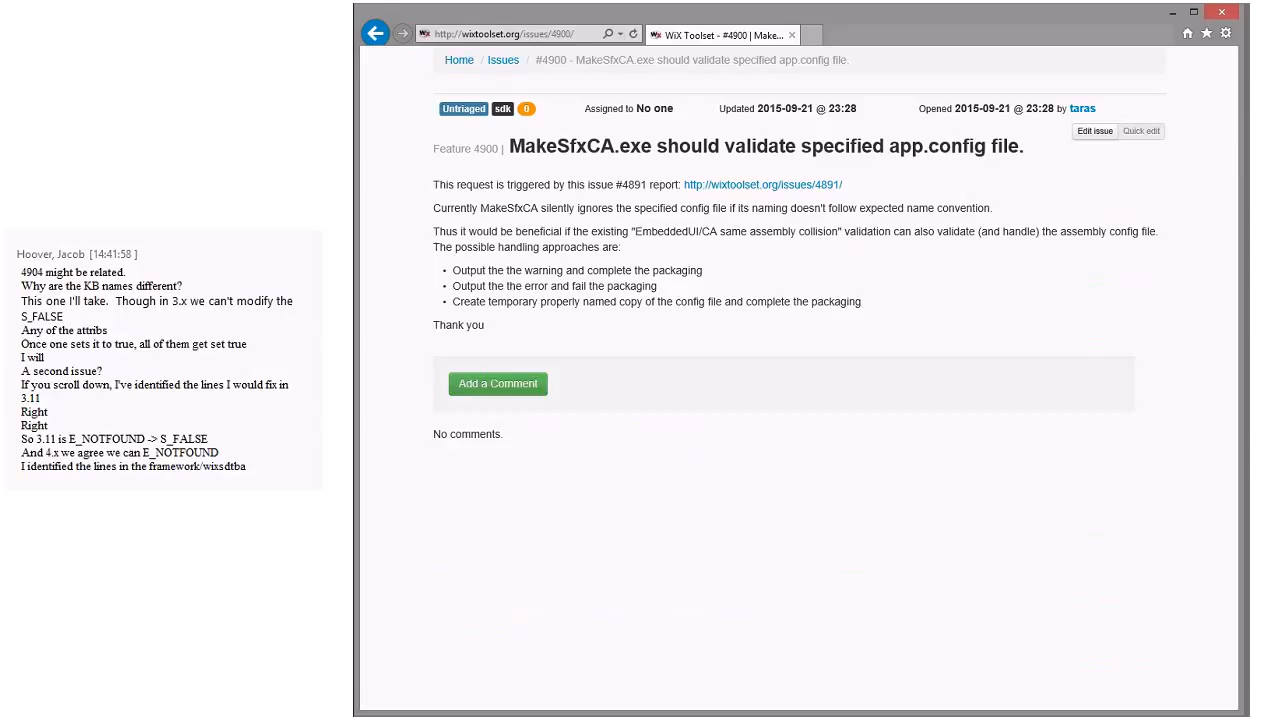 Hoover, Jacob [14:41:58 ]
4904 might be related.
Why are the KB names different?
This one I'll take.  Though in 3.x we can't modify the
S_FALSE
Any of the attribs
Once one sets it to true, all of them get set true
I will
A second issue?
If you scroll down, I've identified the lines I would fix in
3.11
Right
Right
So 3.11 is E_NOTFOUND -> S_FALSE
And 4.x we agree we can E_NOTFOUND
I identified the lines in the framework/wixsdtba
http://wixtoolset.org/issues/4900/
WiX Toolset - #4900 | Make...
Home / Issues / #4900 - MakeSfxCA.exe should validate specified app.config file.
Untriaged sdk 0 Assigned to No one Updated 2015-09-21 @ 23:28 Opened 2015-09-21 @ 23:28 by taras
Edit issue Quick edit
Feature 4900 | MakeSfxCA.exe should validate specified app.config file.
This request is triggered by this issue #4891 report: http://wixtoolset.org/issues/4891/
Currently MakeSfxCA silently ignores the specified config file if its naming doesn't follow expected name convention.
Thus it would be beneficial if the existing "EmbeddedUI/CA same assembly collision" validation can also validate (and handle) the assembly config file.
The possible handling approaches are:
• Output the the warning and complete the packaging
• Output the the error and fail the packaging
• Create temporary properly named copy of the config file and complete the packaging
Thank you
Add a Comment
No comments.